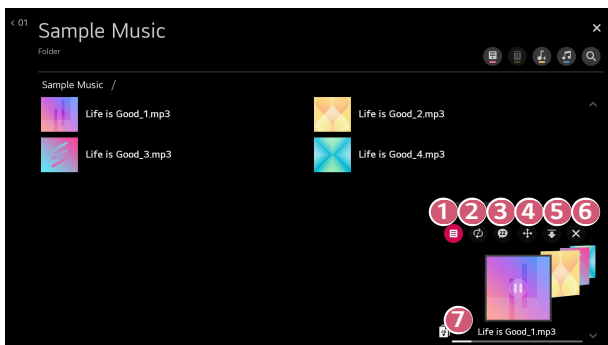 01
Sample Music
Folder
Sample Music /
Life is Good_1.mp3
Life is Good_2.mp3
Life is Good_3.mp3
Life is Good_4.mp3
1 2 3 4 5 6
7
Life is Good_1.mp3